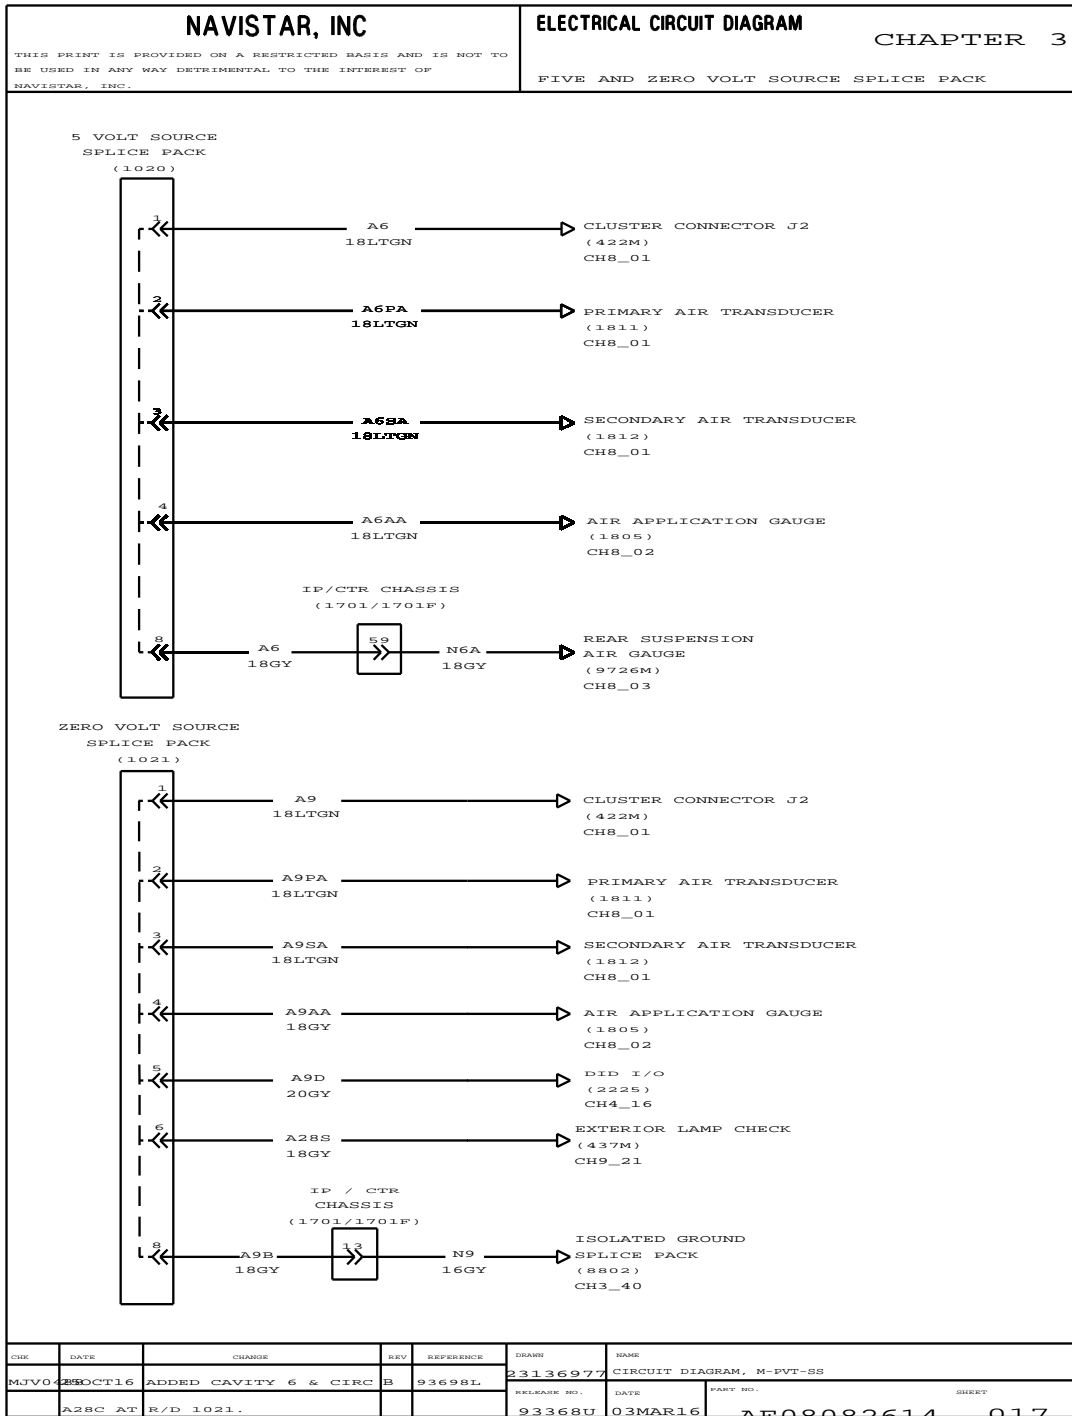 NAVISTAR, INC
THIS PRINT IS PROVIDED ON A RESTRICTED BASIS AND IS NOT TO
BE USED IN ANY WAY DETRIMENTAL TO THE INTEREST OF
NAVISTAR, INC.
ELECTRICAL CIRCUIT DIAGRAM
CHAPTER 3
FIVE AND ZERO VOLT SOURCE SPLICE PACK
5 VOLT SOURCE
SPLICE PACK
(1020)
1
A6
18LTGN
CLUSTER CONNECTOR J2
(422M)
CH8_01
2
A6PA
18LTGN
PRIMARY AIR TRANSDUCER
(1811)
CH8_01
3
A6SA
18LTGN
SECONDARY AIR TRANSDUCER
(1812)
CH8_01
4
A6AA
18LTGN
AIR APPLICATION GAUGE
(1805)
CH8_02
IP/CTR CHASSIS
(1701/1701F)
8
A6
18GY
59
N6A
18GY
REAR SUSPENSION
AIR GAUGE
(9726M)
CH8_03
ZERO VOLT SOURCE
SPLICE PACK
(1021)
1
A9
18LTGN
CLUSTER CONNECTOR J2
(422M)
CH8_01
2
A9PA
18LTGN
PRIMARY AIR TRANSDUCER
(1811)
CH8_01
3
A9SA
18LTGN
SECONDARY AIR TRANSDUCER
(1812)
CH8_01
4
A9AA
18GY
AIR APPLICATION GAUGE
(1805)
CH8_02
5
A9D
20GY
DID I/O
(2225)
CH4_16
6
A28S
18GY
EXTERIOR LAMP CHECK
(437M)
CH9_21
IP / CTR
CHASSIS
(1701/1701F)
8
A9B
18GY
13
N9
16GY
ISOLATED GROUND
SPLICE PACK
(8802)
CH3_40
CHK DATE CHANGE REV REFERENCE
OCT16 ADDED CAVITY 6 & CIRC B 93698L
A28C AT R/D 1021.
DRAWN
23136977
NAME
CIRCUIT DIAGRAM, M-PVT-SS
RELEASE NO.
93368U
DATE
03MAR16
PART NO.
AF08082614
SHEET
017